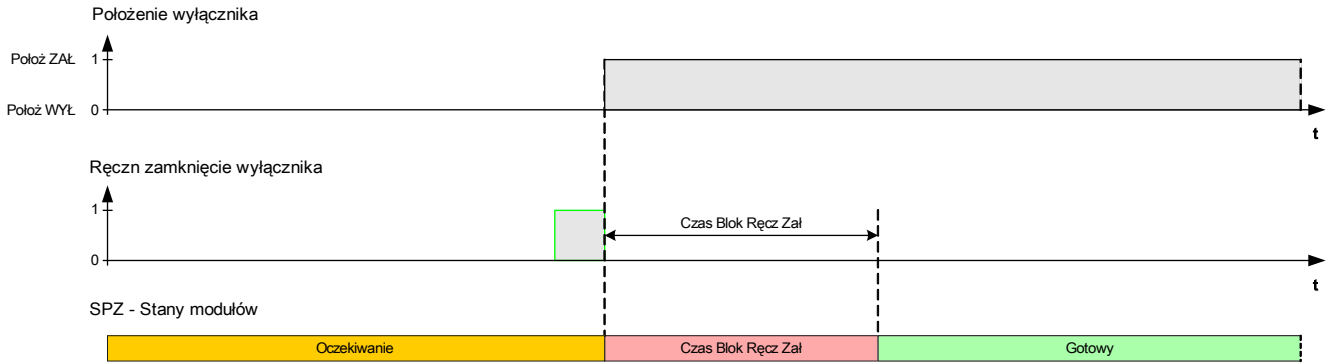 Położenie wyłącznika
Położ ZAŁ 1
Położ WYŁ 0
t
Ręczn zamknięcie wyłącznika
1
Czas Blok Ręcz Zał
0
t
SPZ - Stany modułów
Oczekiwanie Czas Blok Ręcz Zał Gotowy